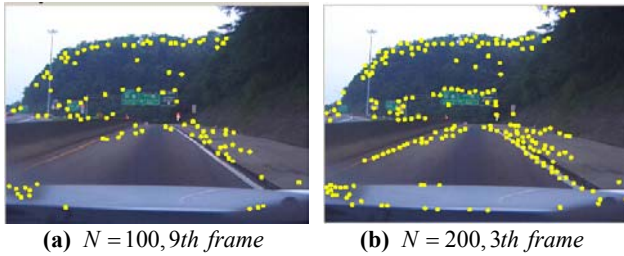 (a) N = 100, 9th frame
(b) N = 200, 3th frame